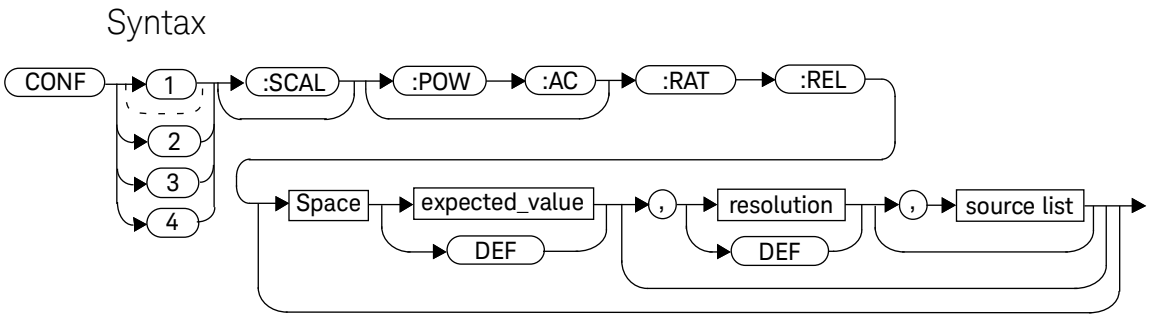 Syntax
CONF 1 :SCAL :POW :AC :RAT :REL
2
3
4
Space expected_value , resolution , source list
DEF DEF